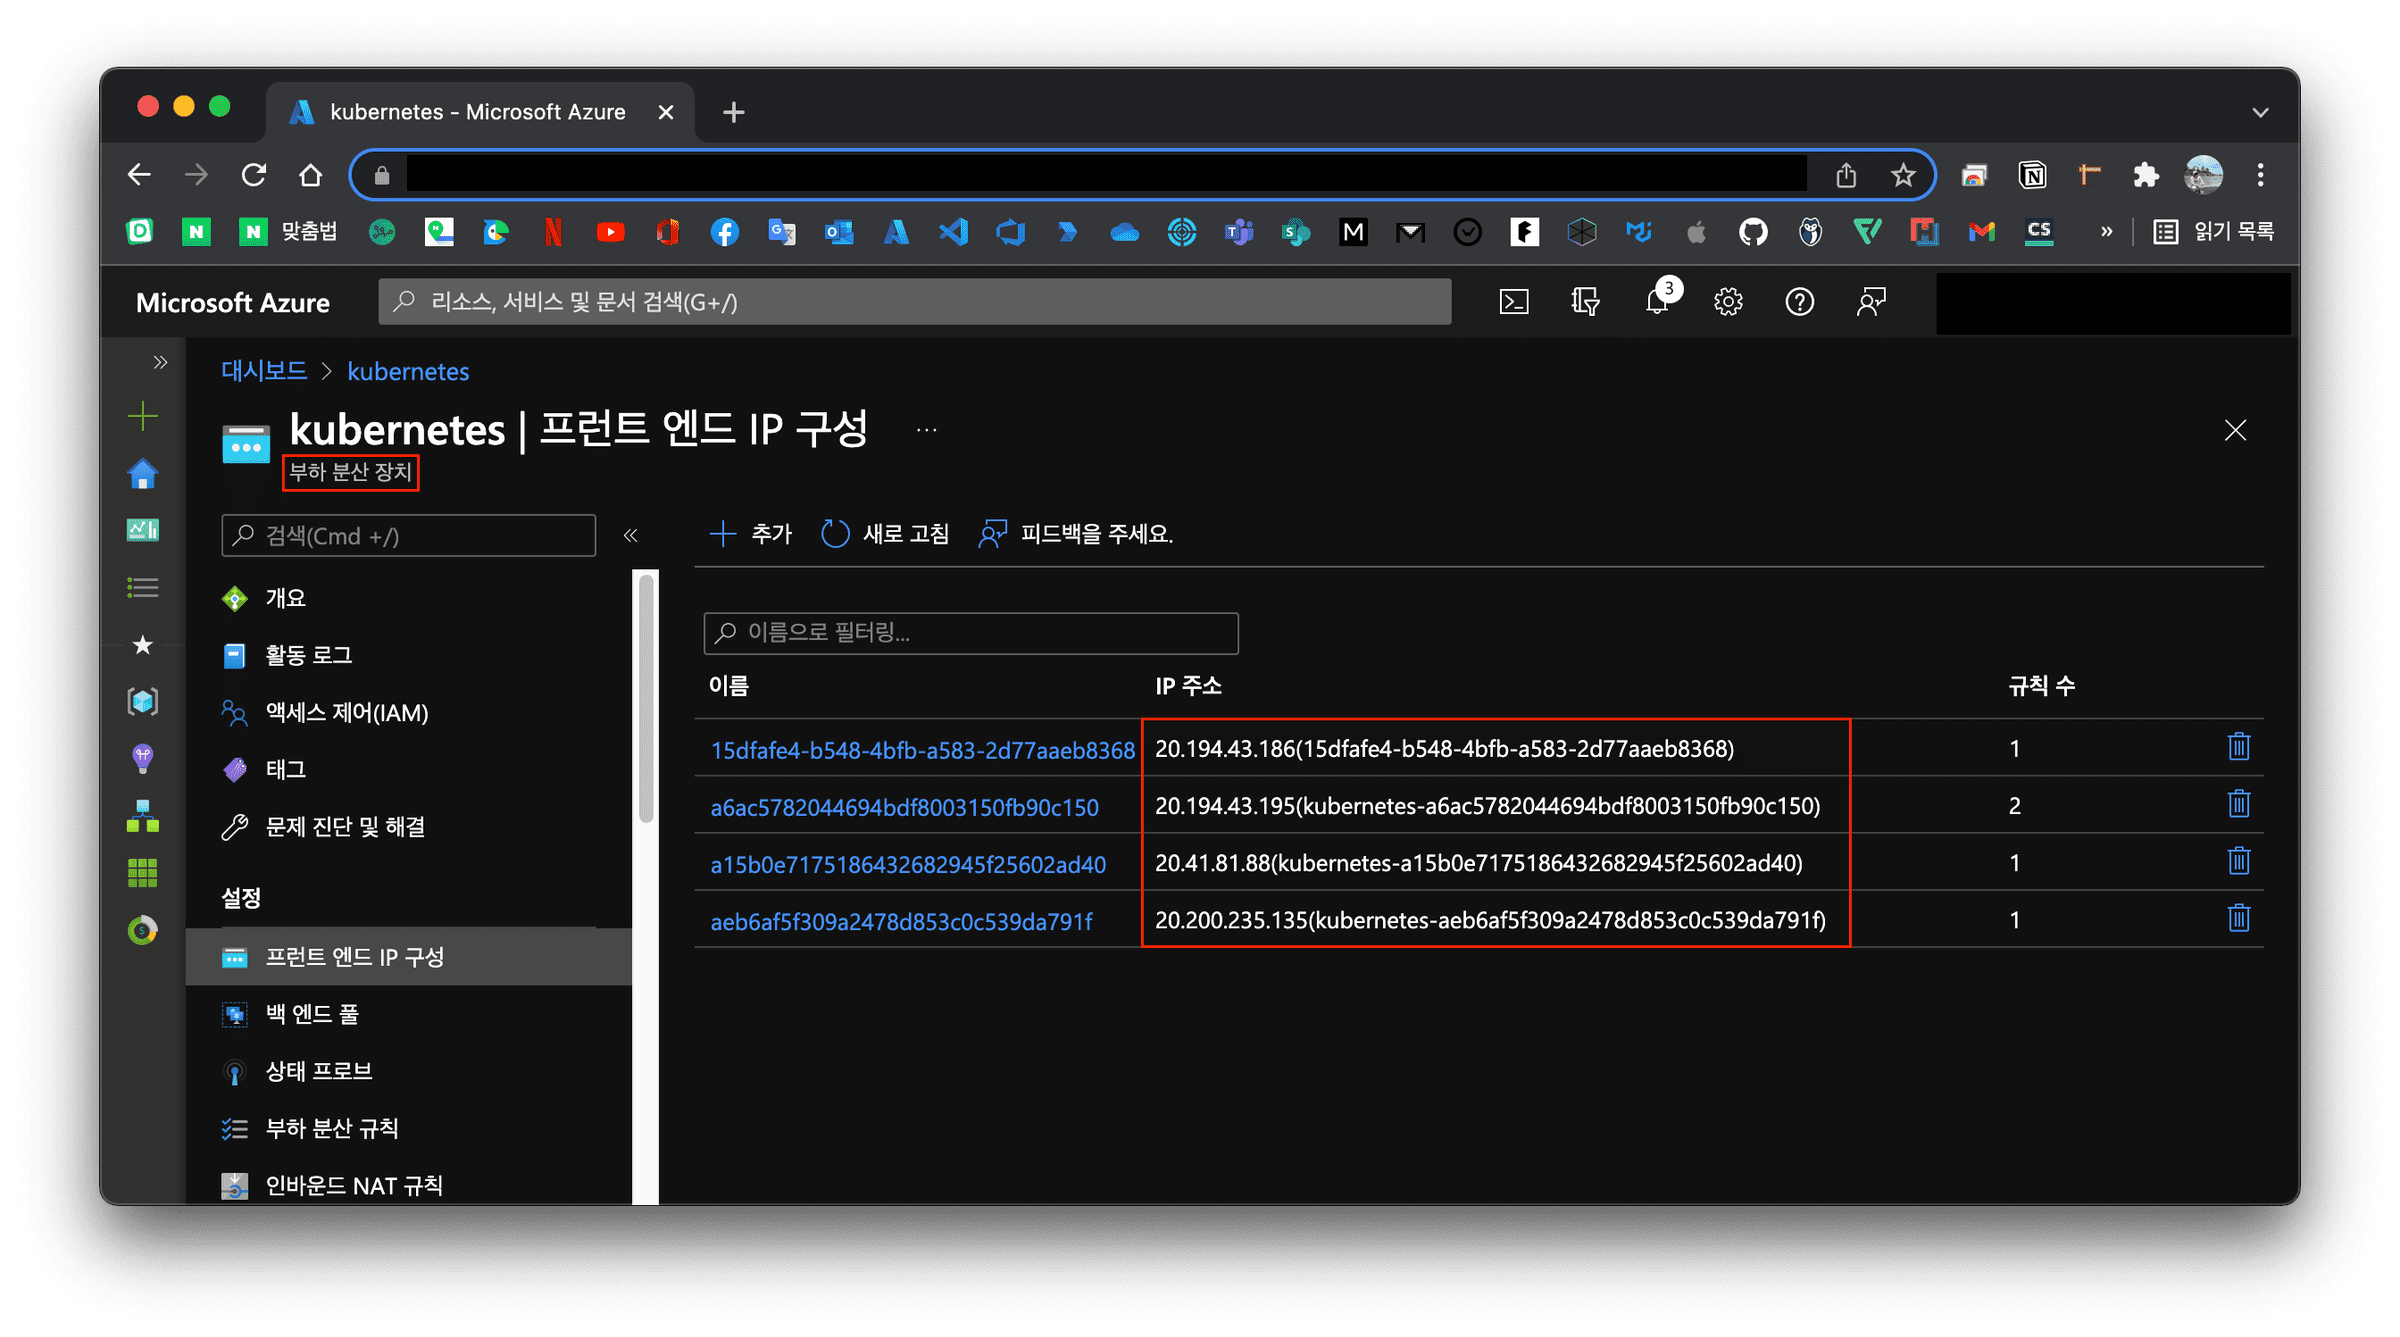 kubernetes - Microsoft Azure
맞춤법
읽기 목록
Microsoft Azure
리소스, 서비스 및 문서 검색(G+/)
3
대시보드 > kubernetes
kubernetes | 프런트 엔드 IP 구성 ...
부하 분산 장치
검색(Cmd +/)
«
추가
새로 고침
피드백을 주세요.
개요
활동 로그
액세스 제어(IAM)
태그
문제 진단 및 해결
설정
프런트 엔드 IP 구성
백 엔드 풀
상태 프로브
부하 분산 규칙
인바운드 NAT 규칙
이름으로 필터링...
이름 IP 주소 규칙 수
15dfafe4-b548-4bfb-a583-2d77aaeb8368 20.194.43.186(15dfafe4-b548-4bfb-a583-2d77aaeb8368) 1
a6ac5782044694bdf8003150fb90c150 20.194.43.195(kubernetes-a6ac5782044694bdf8003150fb90c150) 2
a15b0e7175186432682945f25602ad40 20.41.81.88(kubernetes-a15b0e7175186432682945f25602ad40) 1
aeb6af5f309a2478d853c0c539da791f 20.200.235.135(kubernetes-aeb6af5f309a2478d853c0c539da791f) 1